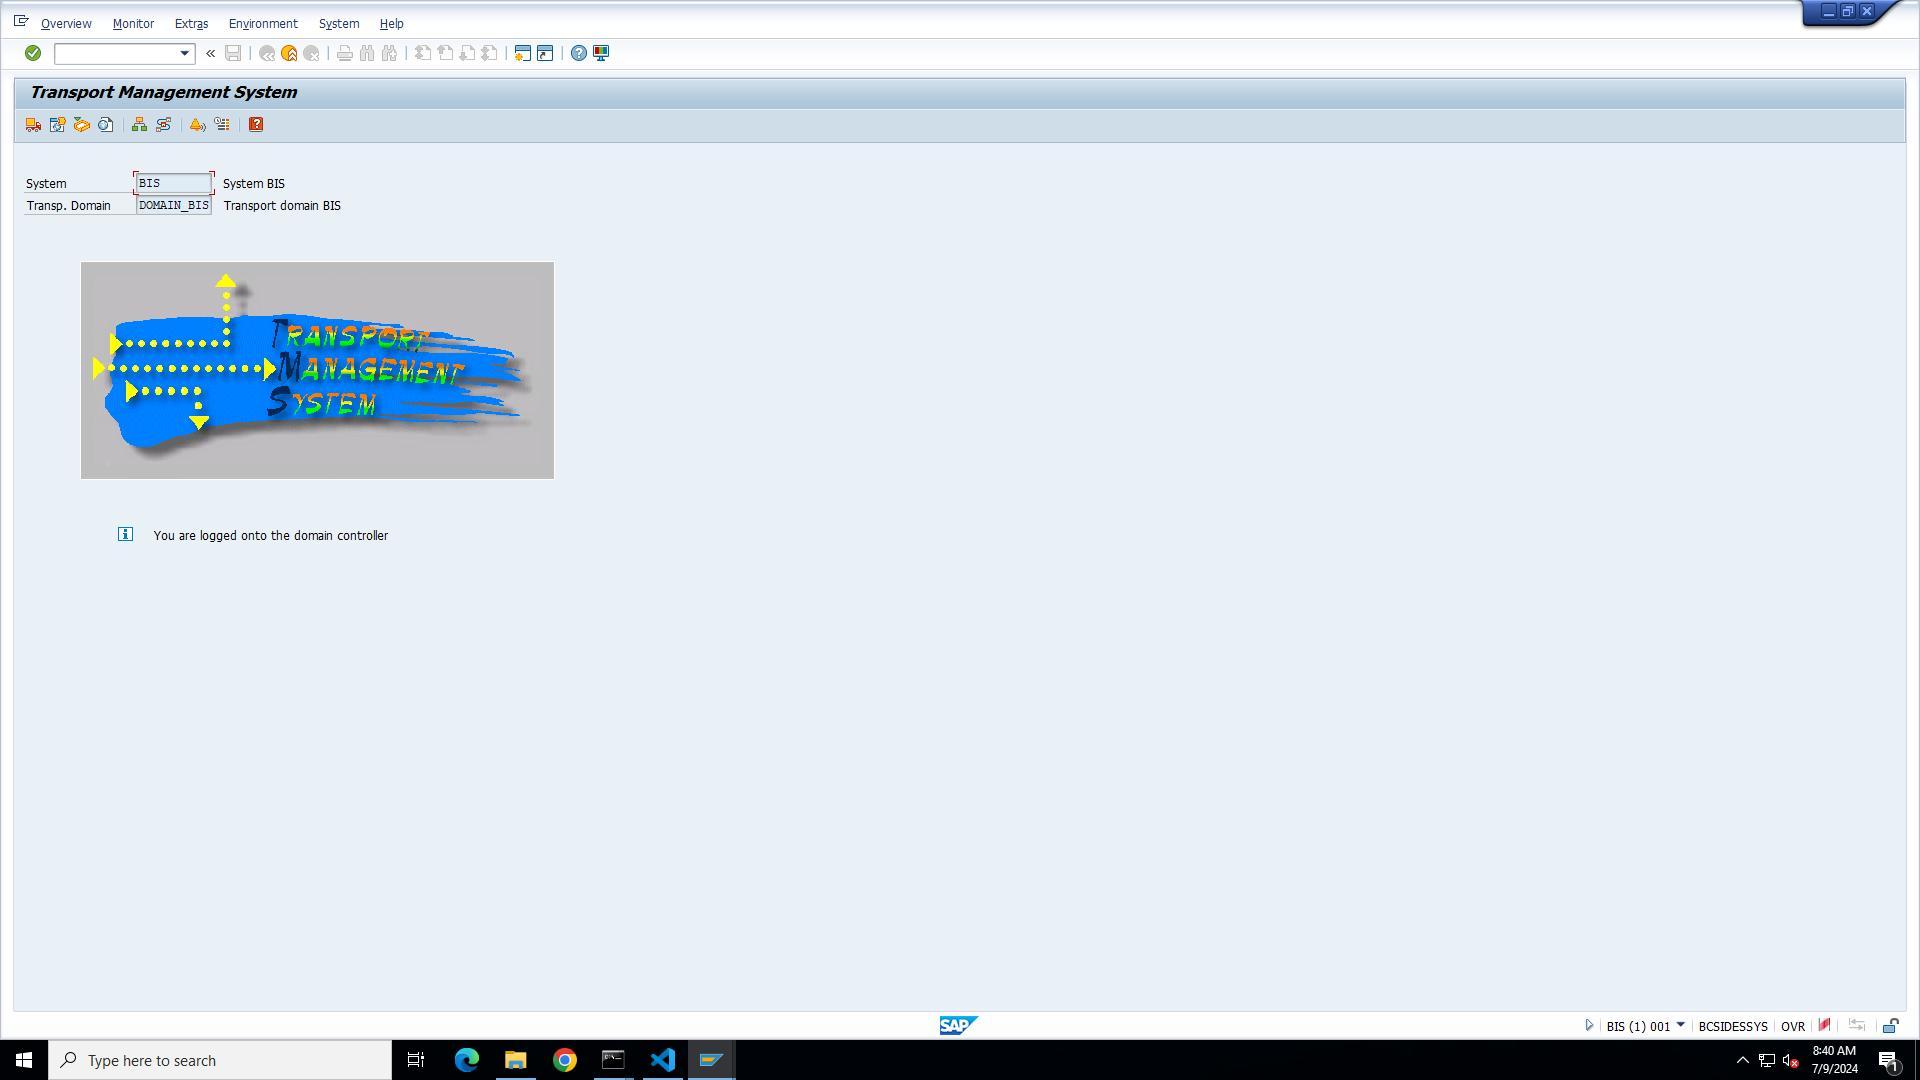 Overview Monitor Extras Environment System Help
Transport Management System
System BIS System BIS
Transp. Domain DOMAIN_BIS Transport domain BIS
TRANSPORT
MANAGEMENT
SYSTEM
You are logged onto the domain controller
SAP BIS (1) 001 BCSIDESSYS OVR
Type here to search
8:40 AM
7/9/2024
1